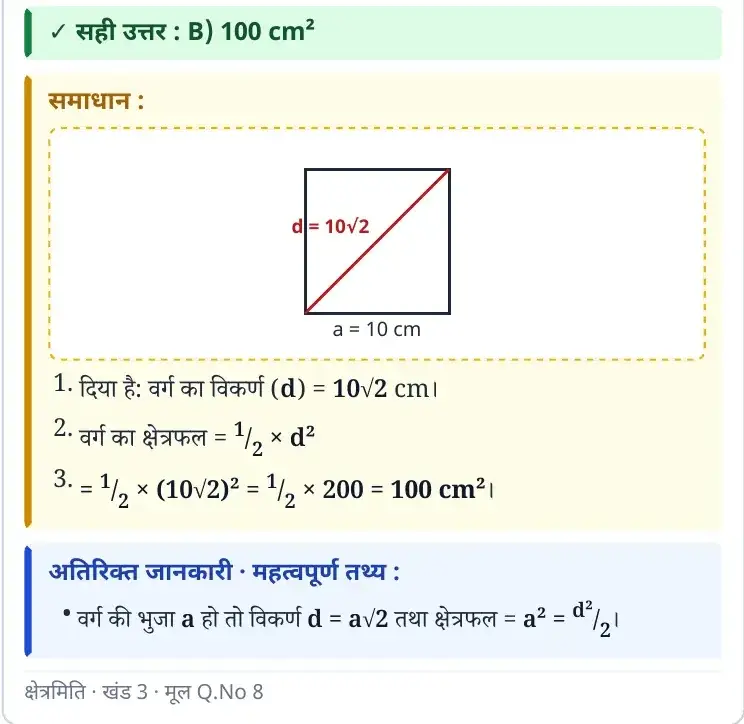 ✓ सही उत्तर : B) 100 cm²
समाधान :
d = 10√2
a = 10 cm
1. दिया है: वर्ग का विकर्ण (d) = 10√2 cm।
2. वर्ग का क्षेत्रफल = ¹/₂ × d²
3. = ¹/₂ × (10√2)² = ¹/₂ × 200 = 100 cm²।
अतिरिक्त जानकारी · महत्वपूर्ण तथ्य :
• वर्ग की भुजा a हो तो विकर्ण d = a√2 तथा क्षेत्रफल = a² = d²/₂।
क्षेत्रमिति · खंड 3 · मूल Q.No 8